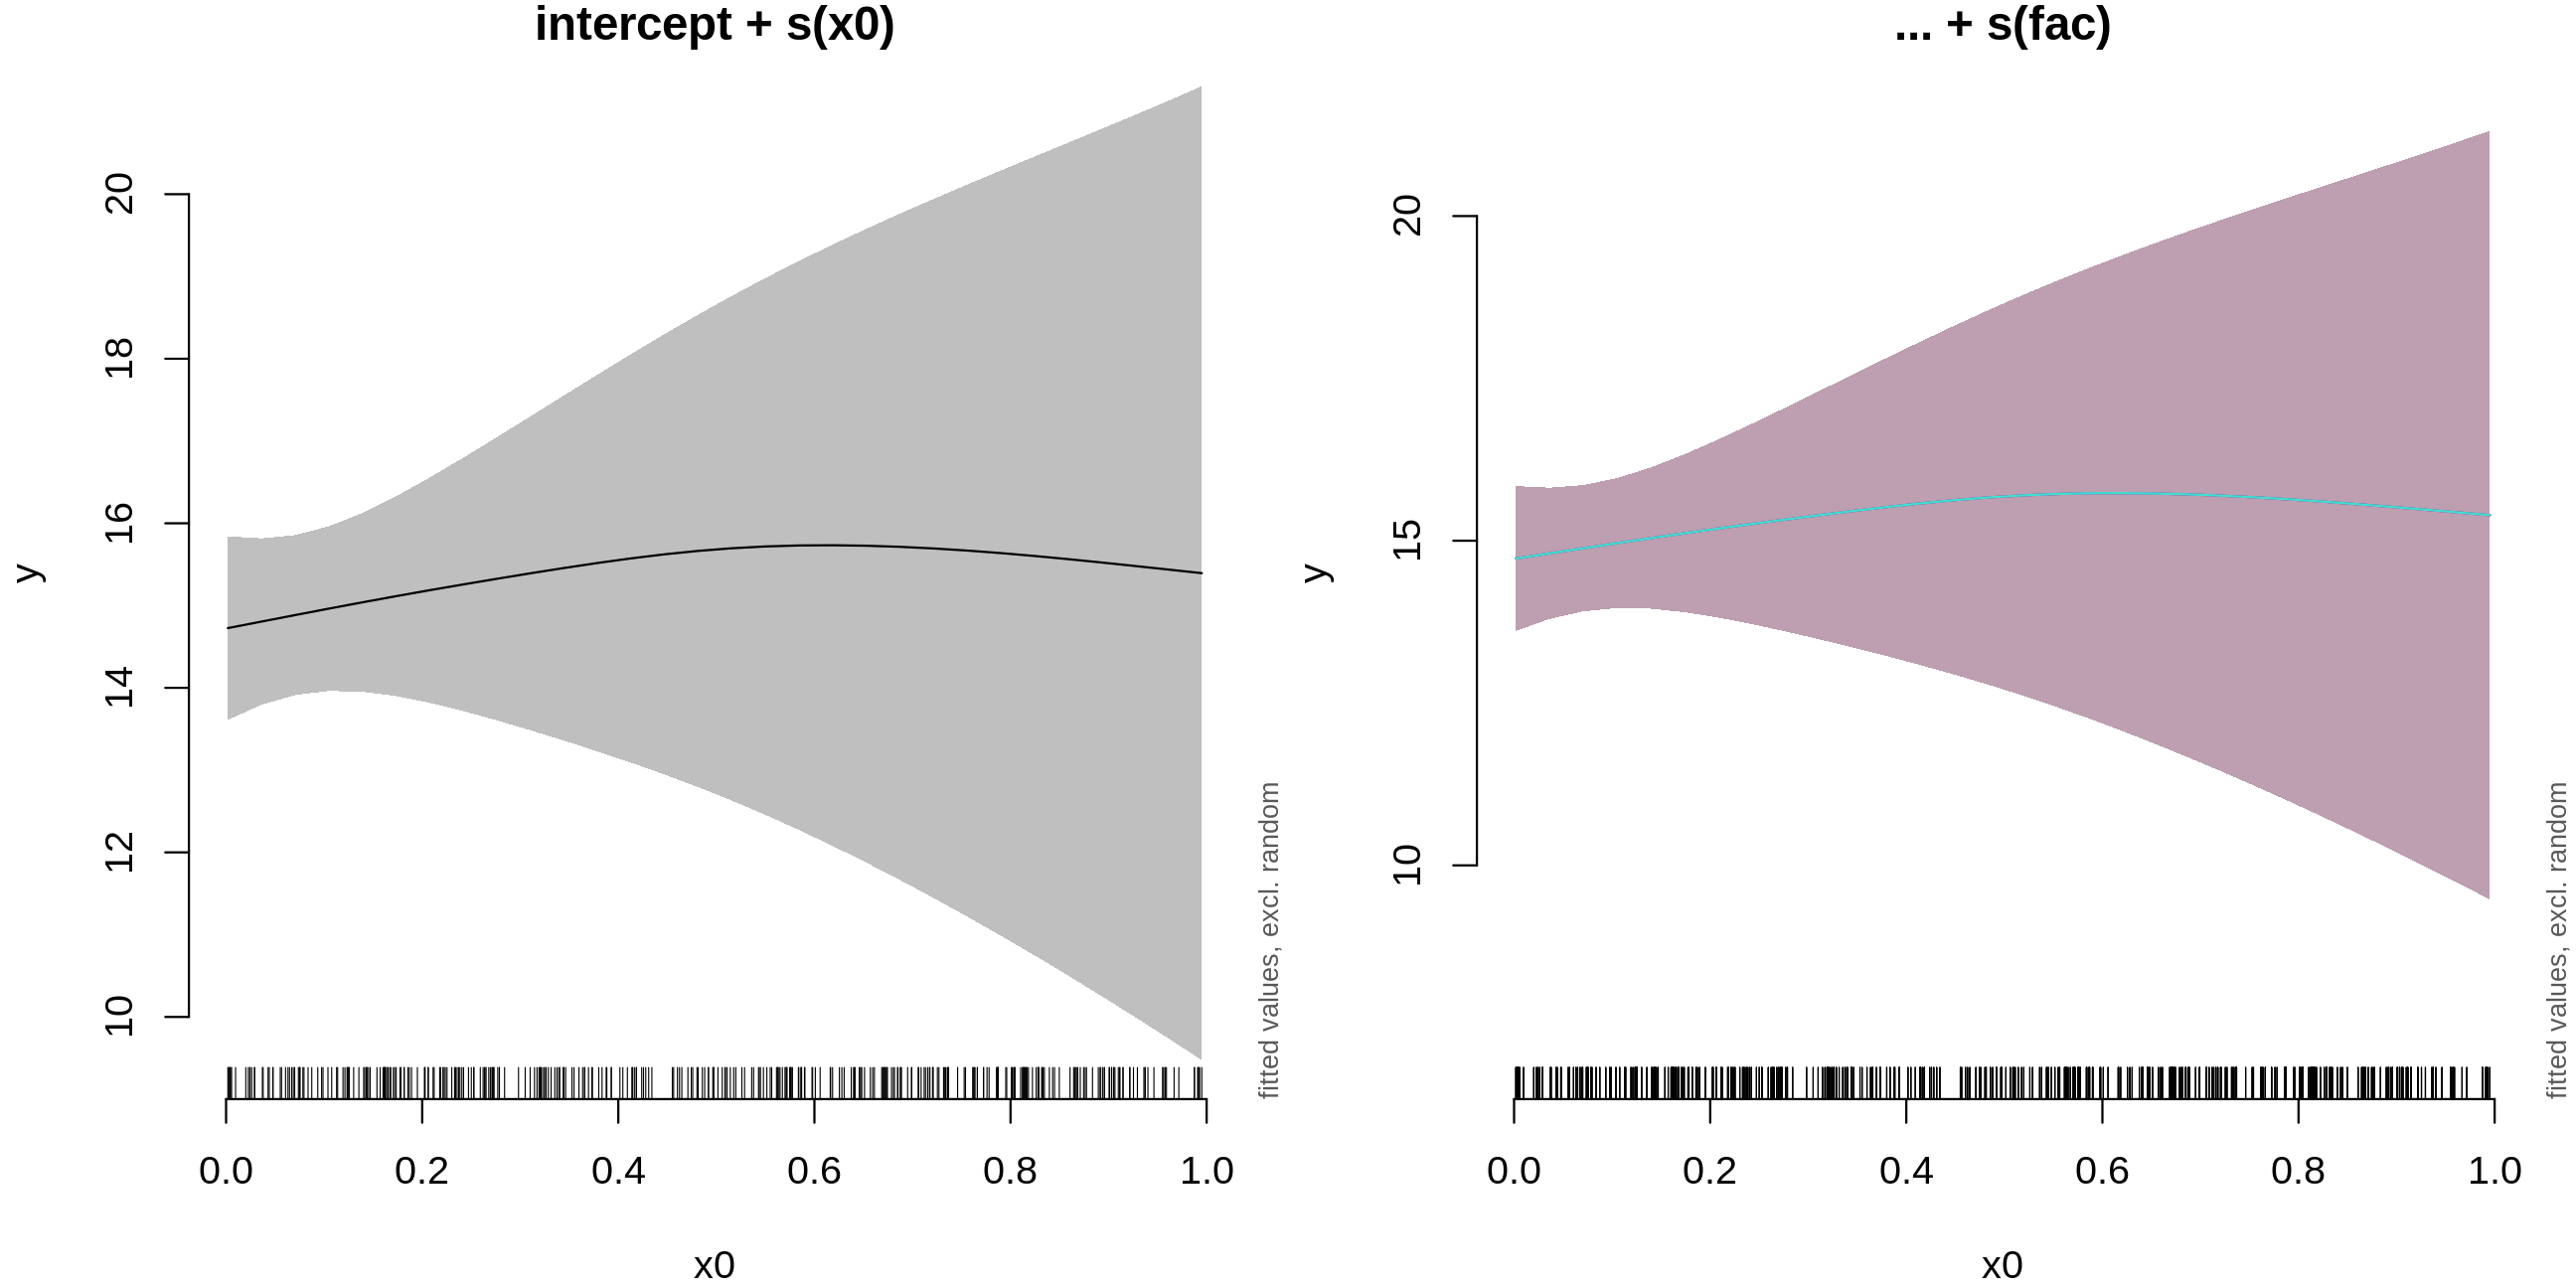 intercept + s(x0)
y
20
18
16
14
12
10
0.0 0.2 0.4 0.6 0.8 1.0
x0
fitted values, excl. random
... + s(fac)
y
20
15
10
0.0 0.2 0.4 0.6 0.8 1.0
x0
fitted values, excl. random